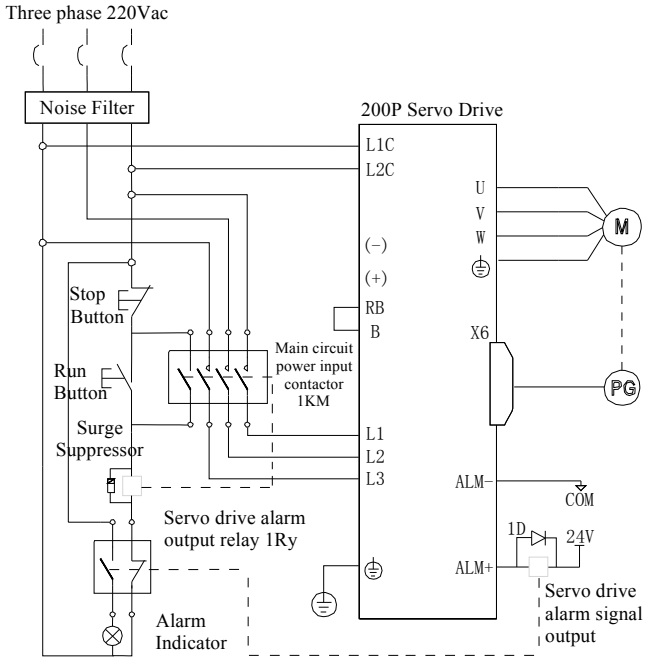 Three phase 220Vac
Noise Filter
200P Servo Drive
L1C
L2C
U
V
W
M
(-)
(+)
RB
B
X6
PG
Stop
Button
Run
Button
Main circuit
power input
contactor
1KM
Surge
Suppressor
L1
L2
L3
ALM-
COM
Servo drive alarm
output relay 1Ry
1D
24V
ALM+
Servo drive
alarm signal
output
Alarm
Indicator